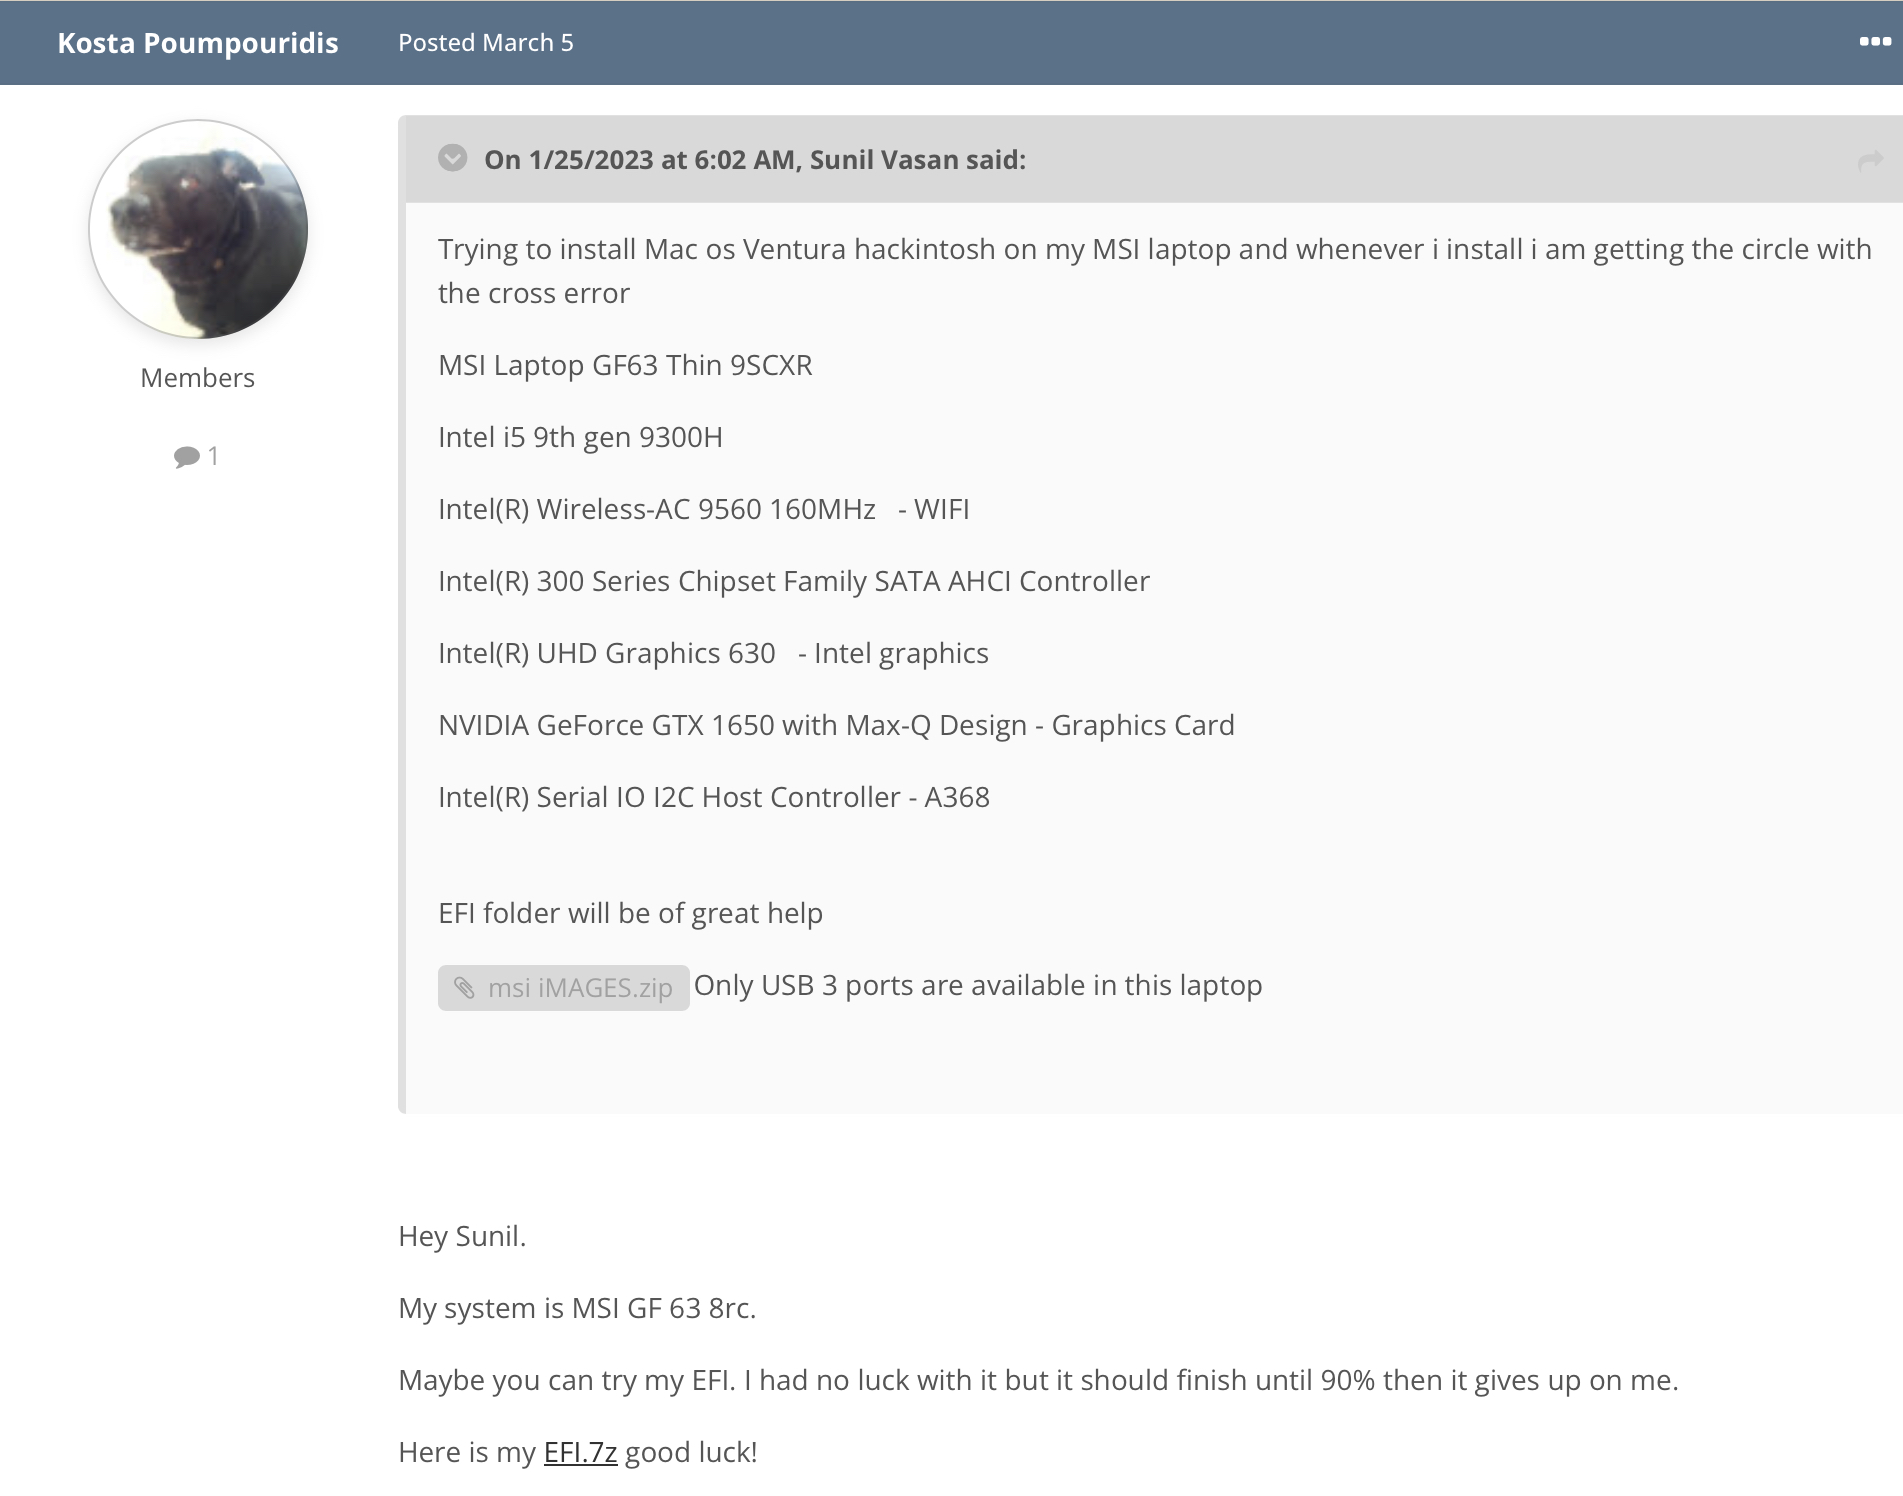 Kosta Poumpouridis Posted March 5
On 1/25/2023 at 6:02 AM, Sunil Vasan said:
Trying to install Mac os Ventura hackintosh on my MSI laptop and whenever i install i am getting the circle with
the cross error
MSI Laptop GF63 Thin 9SCXR
Members
Intel i5 9th gen 9300H
1
Intel(R) Wireless-AC 9560 160MHz   - WIFI
Intel(R) 300 Series Chipset Family SATA AHCI Controller
Intel(R) UHD Graphics 630   - Intel graphics
NVIDIA GeForce GTX 1650 with Max-Q Design - Graphics Card
Intel(R) Serial IO I2C Host Controller - A368
EFI folder will be of great help
msi iMAGES.zip Only USB 3 ports are available in this laptop
Hey Sunil.
My system is MSI GF 63 8rc.
Maybe you can try my EFI. I had no luck with it but it should finish until 90% then it gives up on me.
Here is my EFI.7z good luck!